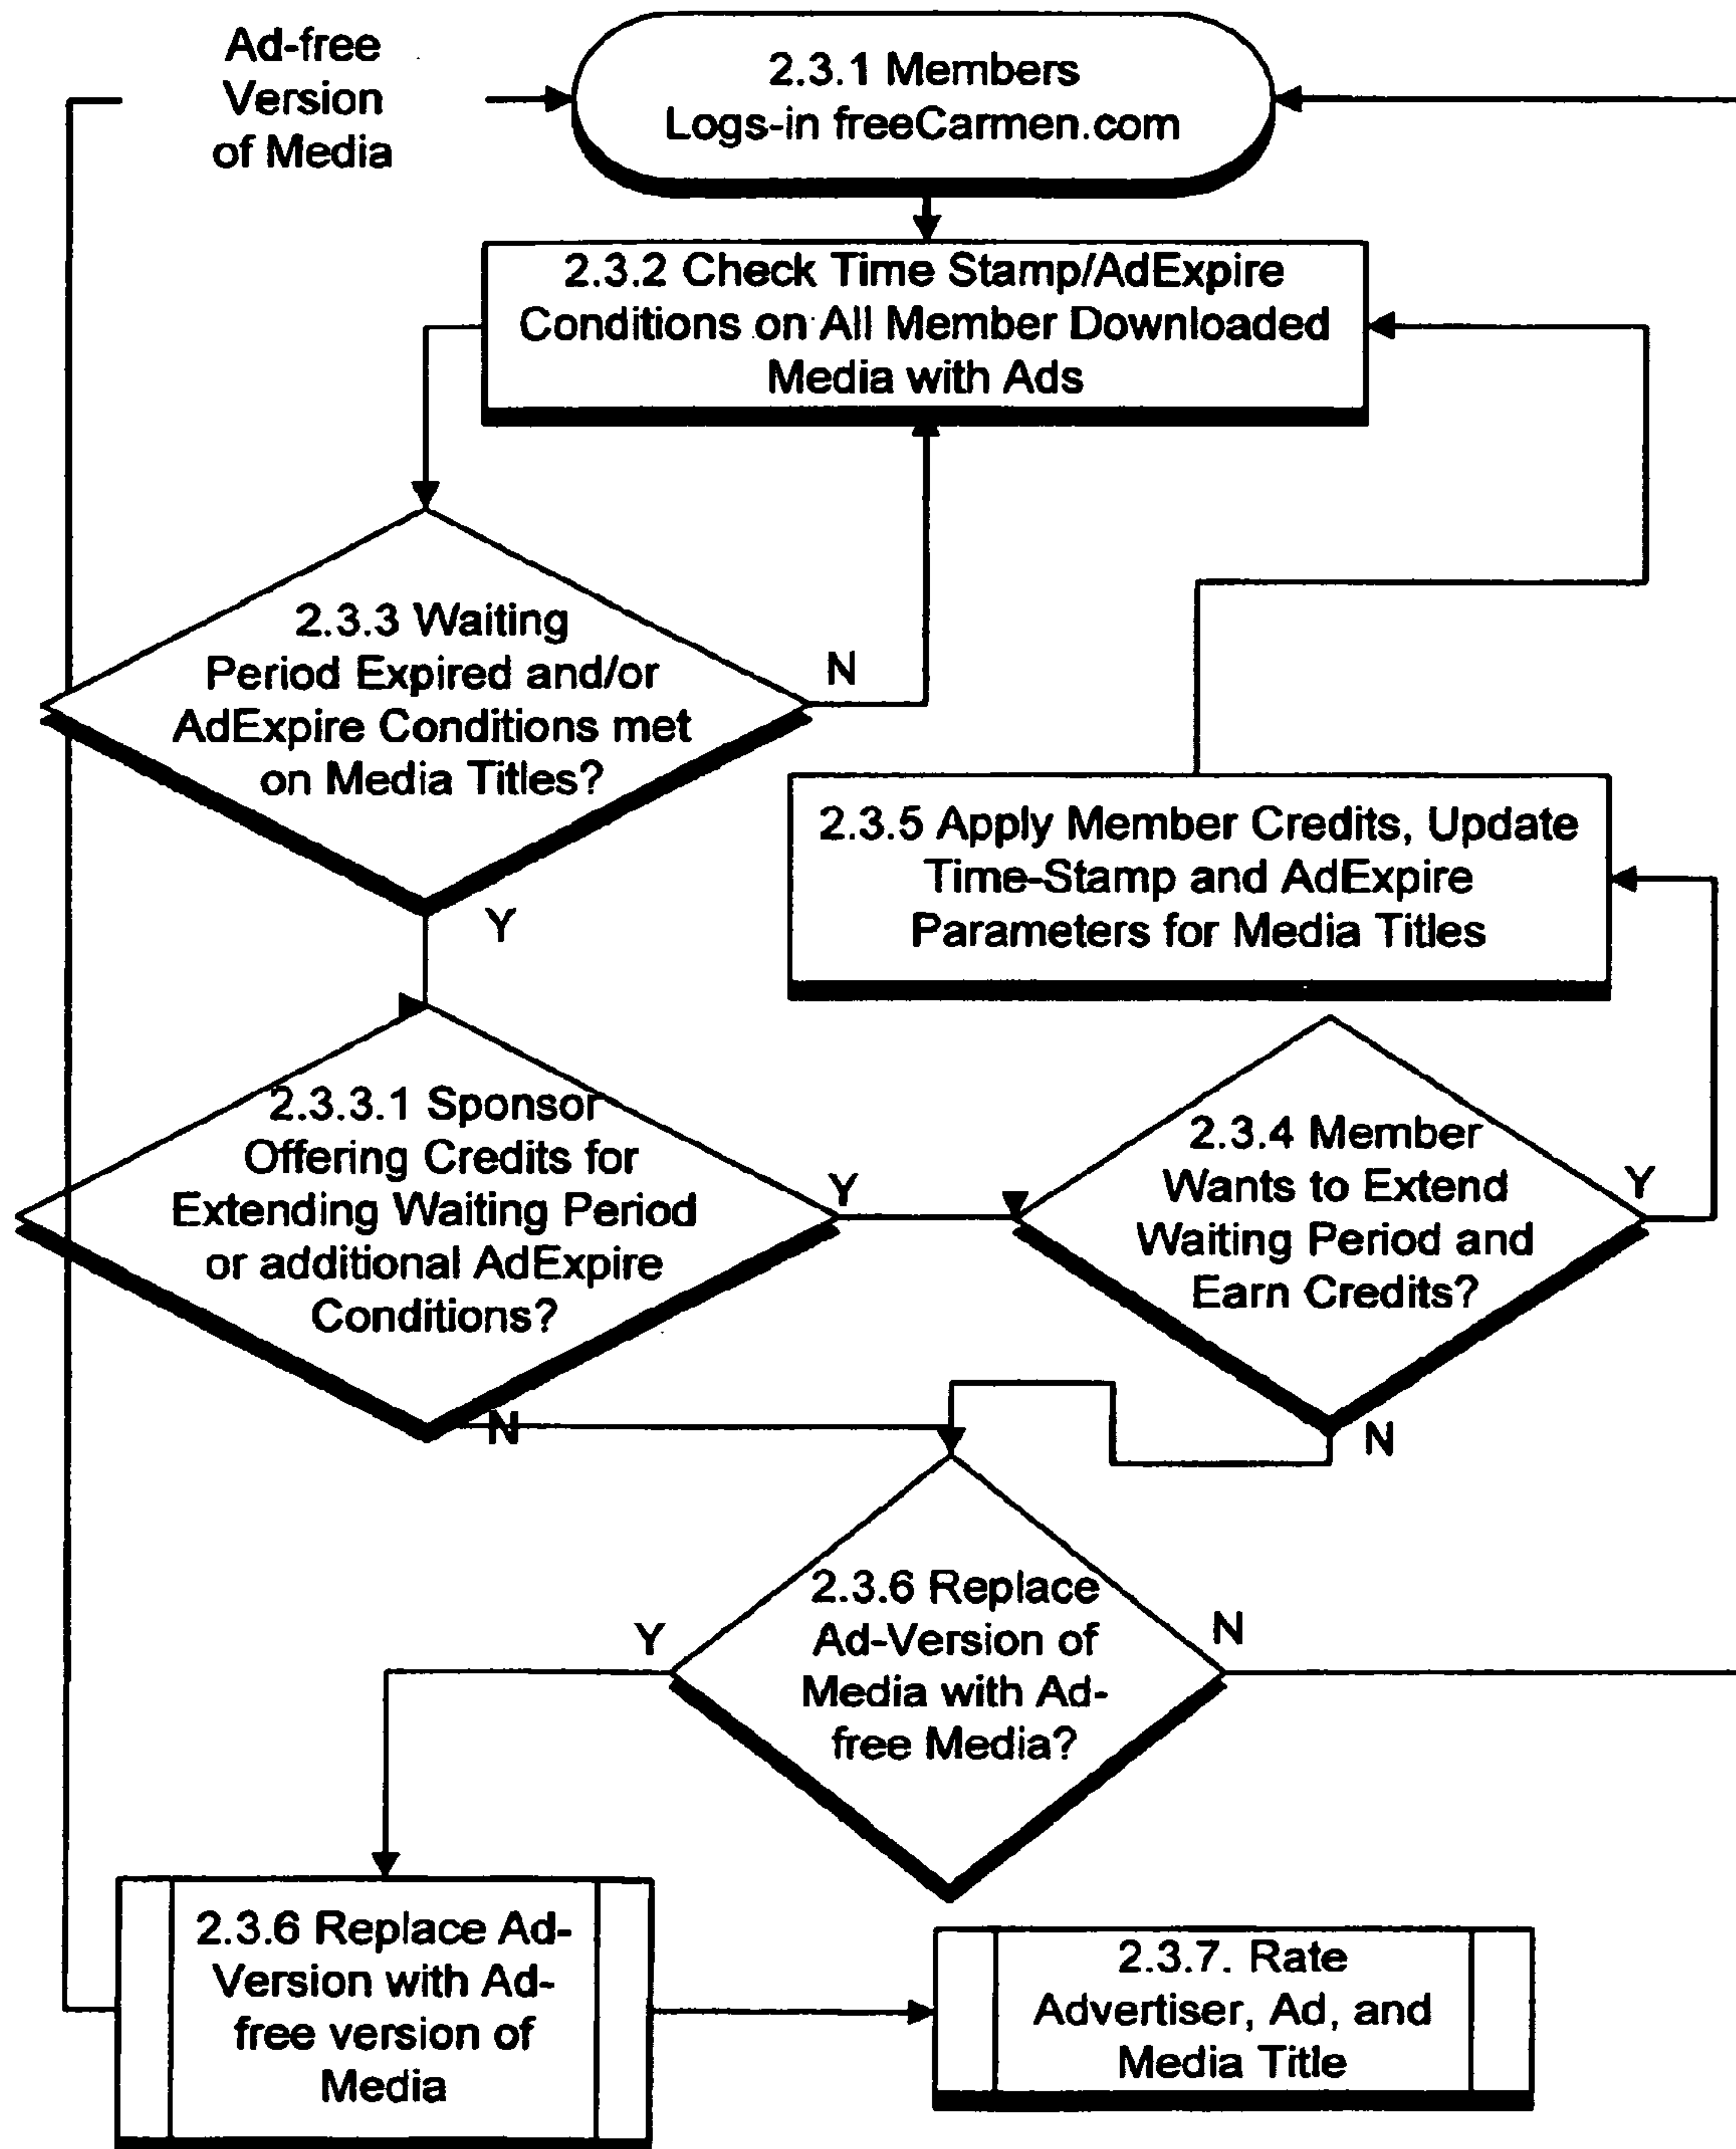 Ad-free
Version
of Media
2.3.1 Members
Logs-in freeCarmen.com
2.3.2 Check Time Stamp/AdExpire
Conditions on All Member Downloaded
Media with Ads
2.3.3 Waiting
Period Expired and/or
AdExpire Conditions met
on Media Titles?
N
Y
2.3.5 Apply Member Credits, Update
Time-Stamp and AdExpire
Parameters for Media Titles
2.3.3.1 Sponsor
Offering Credits for
Extending Waiting Period
or additional AdExpire
Conditions?
Y
N
2.3.4 Member
Wants to Extend
Waiting Period and
Earn Credits?
Y
N
2.3.6 Replace
Ad-Version of
Media with Ad-
free Media?
Y
N
2.3.6 Replace Ad-
Version with Ad-
free version of
Media
2.3.7. Rate
Advertiser, Ad, and
Media Title